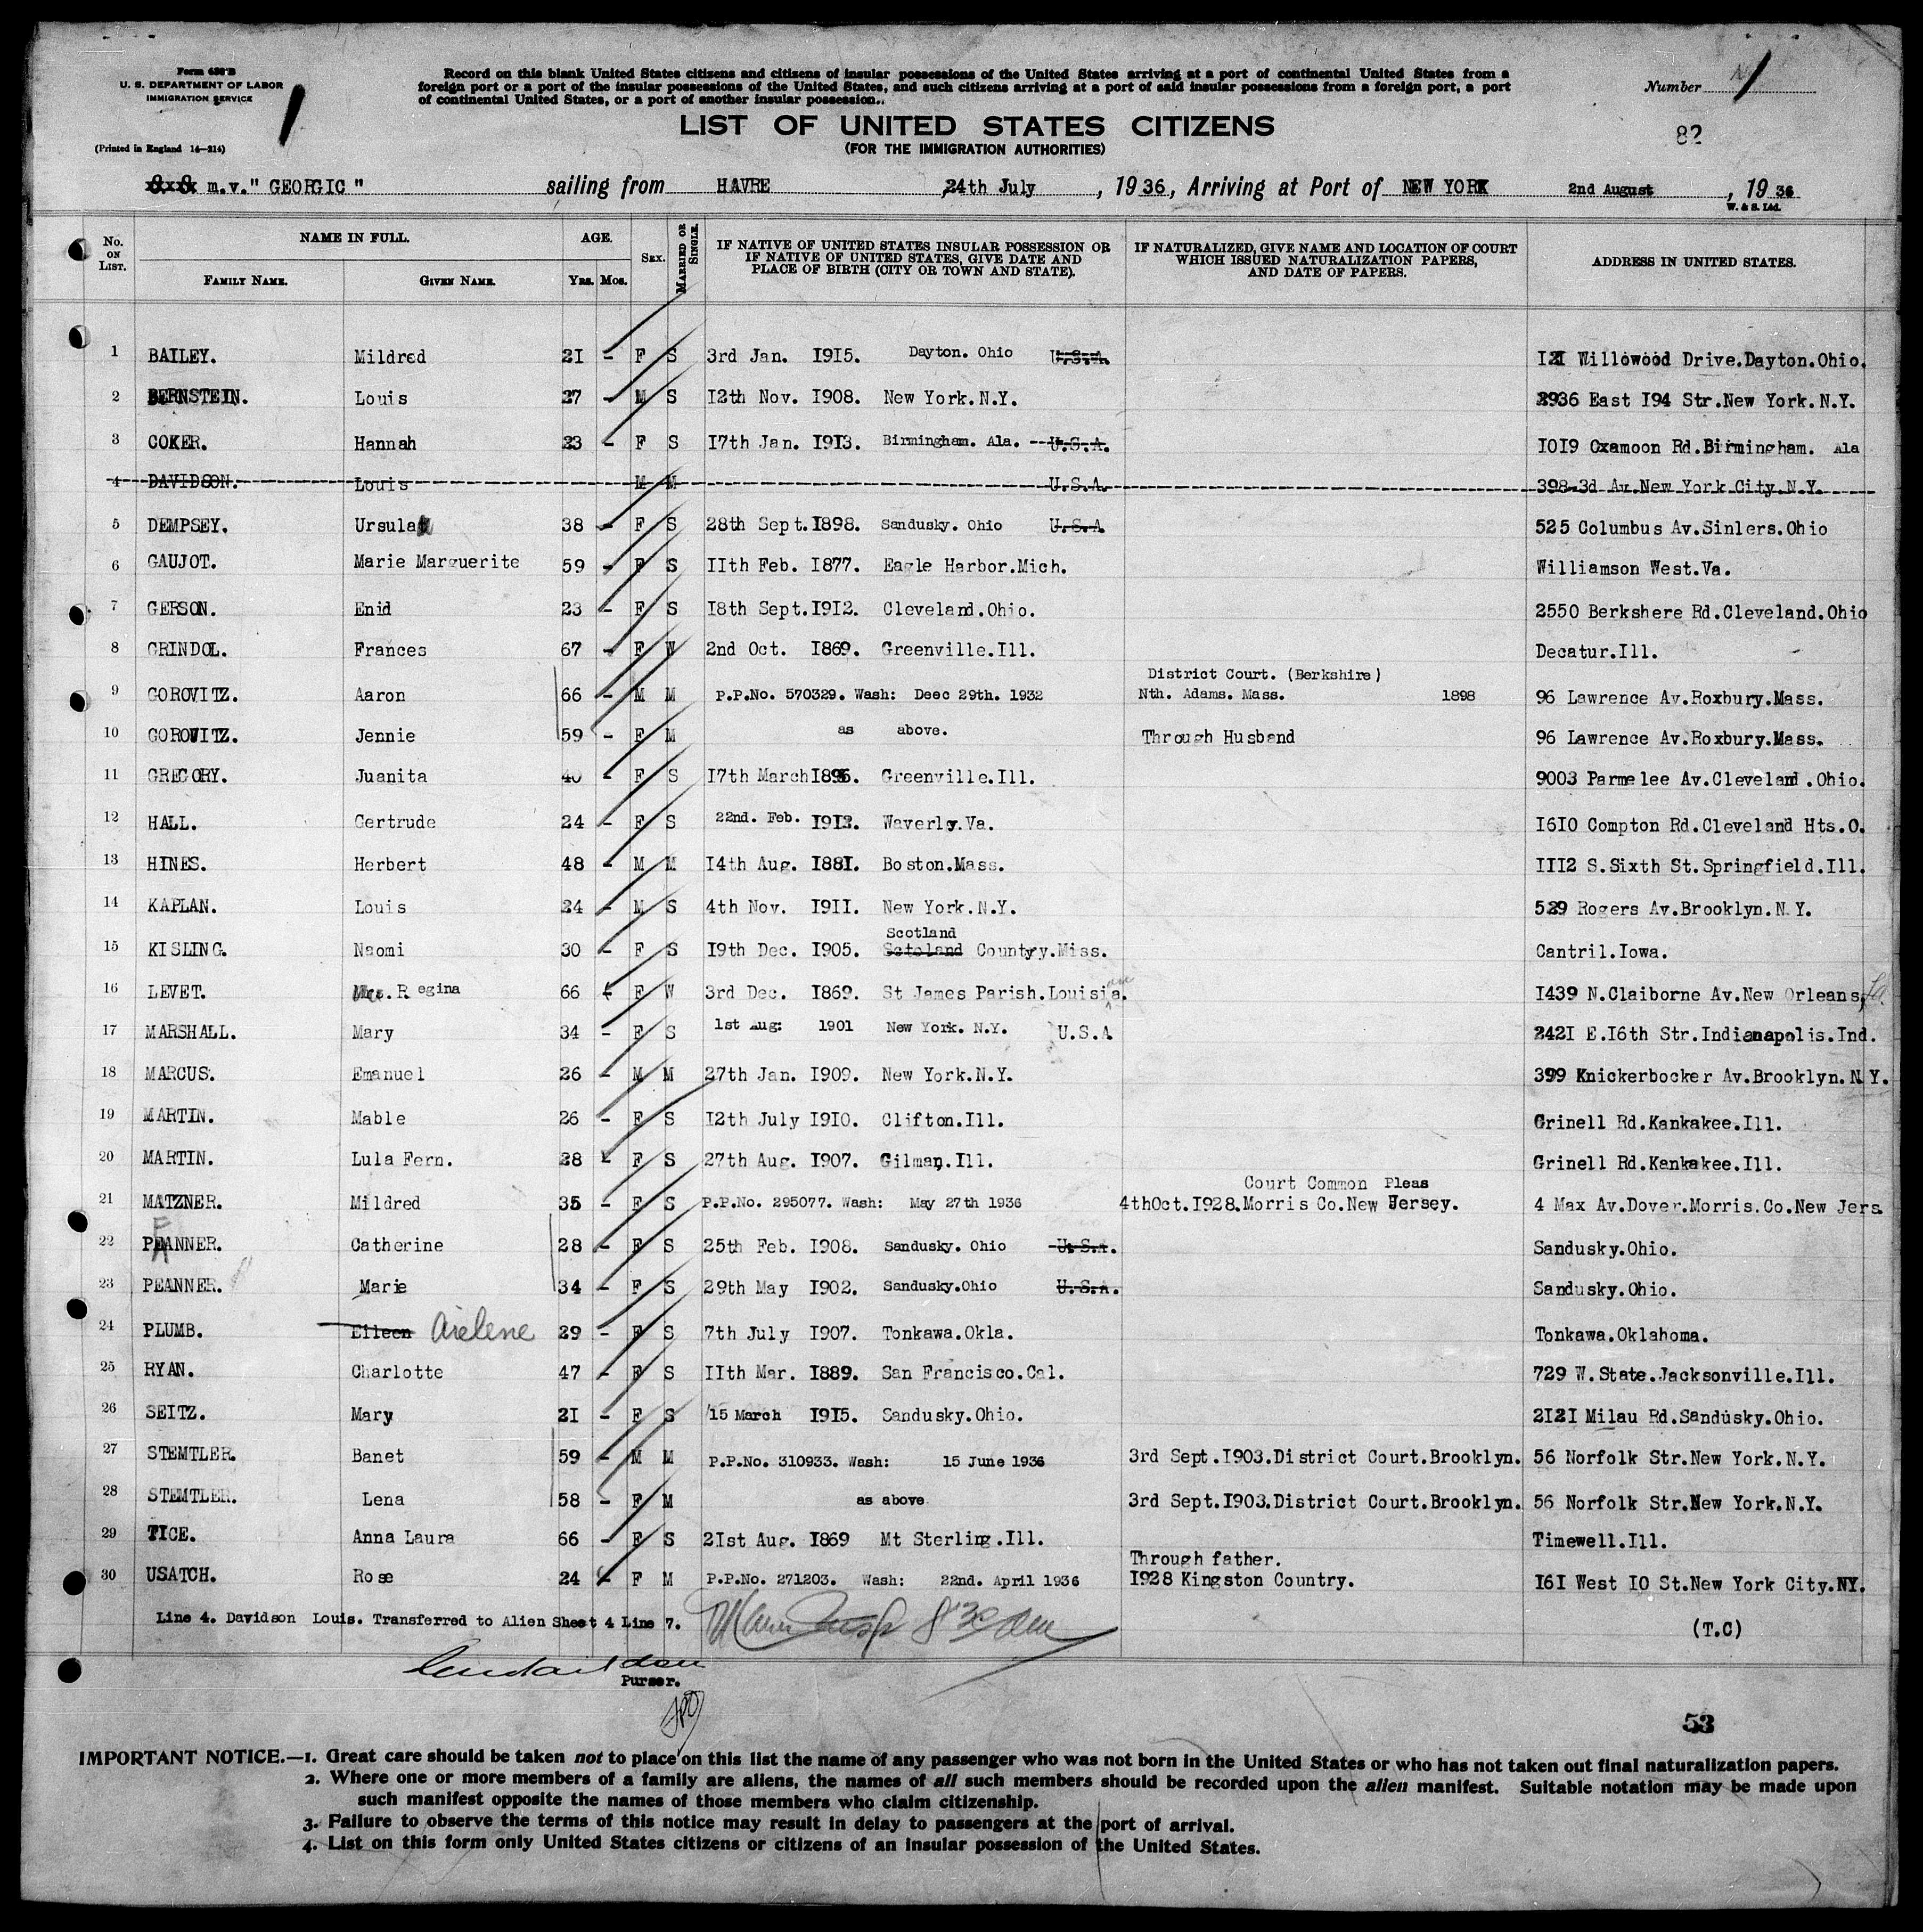 Form 630 B
U. S. DEPARTMENT OF LABOR
IMMIGRATION SERVICE
(Printed in England 14—214)
Record on this blank United States citizens and citizens of insular possessions of the United States arriving at a port of continental United States from a
foreign port or a port of the insular possessions of the United States, and such citizens arriving at a port of said insular possessions from a foreign port, a port
of continental United States, or a port of another insular possession.
Number 1
82
LIST OF UNITED STATES CITIZENS
(FOR THE IMMIGRATION AUTHORITIES)
m.v." GEORGIC " sailing from HAVRE 24th July, 1936, Arriving at Port of NEW YORK 2nd August, 1936
W. & S. Ltd.
No. ON LIST. NAME IN FULL. AGE. SEX. MARRIED OR SINGLE. IF NATIVE OF UNITED STATES INSULAR POSSESSION OR IF NATIVE OF UNITED STATES, GIVE DATE AND PLACE OF BIRTH (CITY OR TOWN AND STATE). IF NATURALIZED, GIVE NAME AND LOCATION OF COURT WHICH ISSUED NATURALIZATION PAPERS, AND DATE OF PAPERS. ADDRESS IN UNITED STATES.
FAMILY NAME. GIVEN NAME. Yrs. Mos.
1 BAILEY. Mildred 21 - F S 3rd Jan. 1915. Dayton. Ohio U.S.A. 121 Willowood Drive.Dayton.Ohio.
2 BERNSTEIN. Louis 27 - M S 12th Nov. 1908. New York.N.Y. 2936 East 194 Str.New York.N.Y.
3 COKER. Hannah 23 - F S 17th Jan. 1913. Birmingham. Ala. U.S.A. 1019 Oxamoon Rd.Birmingham. Ala
4 DAVIDSON. Louis M M U.S.A. 398-3d Av.New York City.N.Y.
5 DEMPSEY. Ursula 38 - F S 28th Sept.1898. Sandusky. Ohio U.S.A 525 Columbus Av.Sinlers.Ohio
6 GAUJOT. Marie Marguerite 59 - F S 11th Feb. 1877. Eagle Harbor.Mich. Williamson West.Va.
7 GERSON. Enid 23 - F S 18th Sept.1912. Cleveland.Ohio. 2550 Berkshere Rd.Cleveland.Ohio
8 GRINDOL. Frances 67 - F W 2nd Oct. 1869. Greenville.Ill. Decatur.Ill.
District Court. (Berkshire)
9 GOROVITZ. Aaron 66 - M M P.P.No. 570329. Wash: Deec 29th. 1932 Nth. Adams. Mass. 1898 96 Lawrence Av.Roxbury.Mass.
10 GOROVITZ. Jennie 59 - F M as above. Through Husband 96 Lawrence Av.Roxbury.Mass.
11 GREGORY. Juanita 40 - F S 17th March1896. Greenville.Ill. 9003 Parmelee Av.Cleveland.Ohio.
12 HALL. Gertrude 24 - F S 22nd. Feb. 1912. Waverly.Va. 1610 Compton Rd.Cleveland Hts.O.
13 HINES. Herbert 48 - M M 14th Aug. 1881. Boston.Mass. 1112 S.Sixth St.Springfield.Ill.
14 KAPLAN. Louis 24 - M S 4th Nov. 1911. New York.N.Y. 529 Rogers Av.Brooklyn.N.Y.
Scotland
15 KISLING. Naomi 30 - F S 19th Dec. 1905. Sctoland Countyy.Miss. Cantril.Iowa.
16 LEVET. Mrs. Regina 66 - F W 3rd Dec. 1869. St James Parish.Louisia. 1439 N.Claiborne Av.New Orleans, La
17 MARSHALL. Mary 34 - F S 1st Aug: 1901 New York. N.Y. U.S.A 2421 E.16th Str.Indianapolis.Ind.
18 MARCUS. Emanuel 26 - M M 27th Jan. 1909. New York.N.Y. 399 Knickerbocker Av.Brooklyn.N.Y.
19 MARTIN. Mable 26 - F S 12th July 1910. Clifton.Ill. Grinell Rd.Kankakee.Ill.
20 MARTIN. Lula Fern. 28 - F S 27th Aug. 1907. Gilman.Ill. Grinell Rd.Kankakee.Ill.
Court Common Pleas
21 MATZNER. Mildred 35 - F S P.P.No. 295077. Wash: May 27th 1936 4thOct.1928.Morris Co.New Jersey. 4 Max Av.Dover.Morris.Co.New Jers
22 PFANNER. Catherine 28 - F S 25th Feb. 1908. Sandusky. Ohio U.S.A. Sandusky.Ohio.
23 PEANNER. Marie 34 - F S 29th May 1902. Sandusky.Ohio U.S.A. Sandusky.Ohio.
24 PLUMB. Eileen Airlene 29 - F S 7th July 1907. Tonkawa.Okla. Tonkawa.Oklahoma.
25 RYAN. Charlotte 47 - F S 11th Mar. 1889. San Francisco.Cal. 729 W.State.Jacksonville.Ill.
26 SEITZ. Mary 21 - F S 15 March 1915. Sandusky.Ohio. 2121 Milau Rd.Sandusky.Ohio.
27 STEMTLER. Banet 59 - M M P.P.No. 310933. Wash: 15 June 1936 3rd Sept.1903.District Court.Brooklyn. 56 Norfolk Str.New York.N.Y.
28 STEMTLER. Lena 58 - F M as above 3rd Sept.1903.District Court.Brooklyn. 56 Norfolk Str.New York.N.Y.
29 TICE. Anna Laura 66 - F S 21st Aug. 1869 Mt Sterling.Ill. Timewell.Ill.
Through father.
30 USATCH. Rose 24 - F M P.P.No. 271203. Wash: 22nd. April 1936 1928 Kingston Country. 161 West 10 St.New York City.NY.
Line 4. Davidson Louis. Transferred to Alien Sheet 4 Line 7.
(T.C)
Purser.
53
IMPORTANT NOTICE.—1. Great care should be taken not to place on this list the name of any passenger who was not born in the United States or who has not taken out final naturalization papers.
2. Where one or more members of a family are aliens, the names of all such members should be recorded upon the alien manifest. Suitable notation may be made upon
such manifest opposite the names of those members who claim citizenship.
3. Failure to observe the terms of this notice may result in delay to passengers at the port of arrival.
4. List on this form only United States citizens or citizens of an insular possession of the United States.